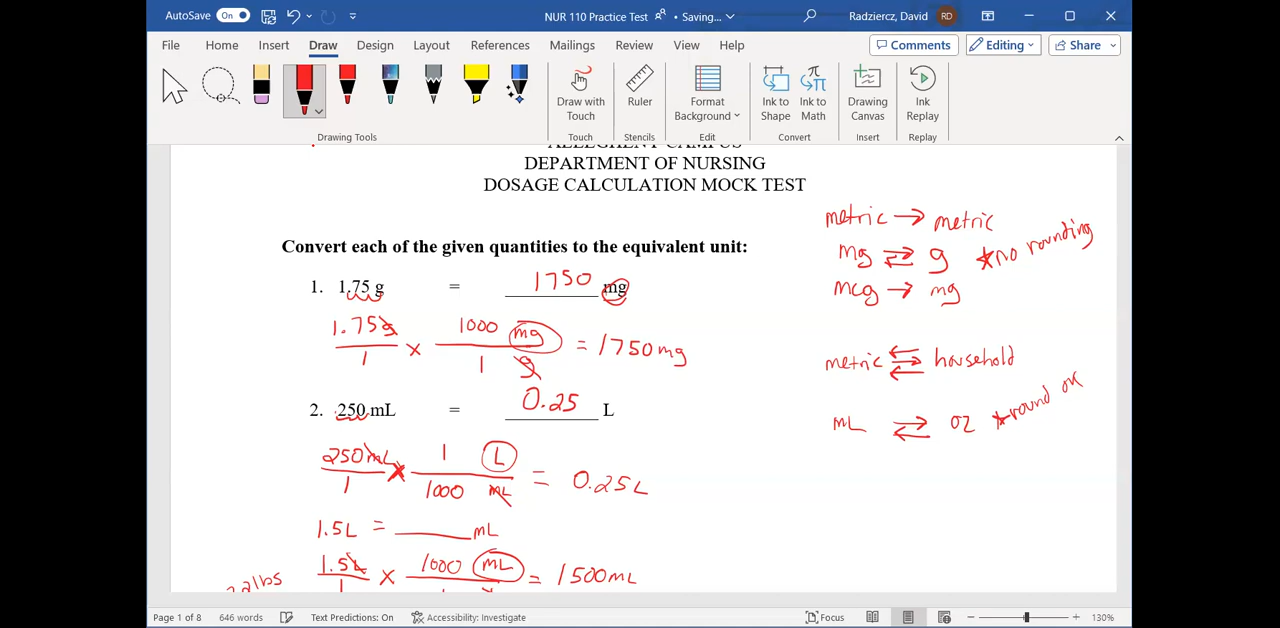 AutoSave On NUR 110 Practice Test • Saving... Radziercz, David RD
File Home Insert Draw Design Layout References Mailings Review View Help Comments Editing Share
Draw with Touch Ruler Format Background Ink to Shape Ink to Math Drawing Canvas Ink Replay
Drawing Tools Touch Stencils Edit Convert Insert Replay
ALLEGHENY CAMPUS
DEPARTMENT OF NURSING
DOSAGE CALCULATION MOCK TEST
metric → metric
mg ⇄ g *no rounding
mcg → mg
Convert each of the given quantities to the equivalent unit:
1. 1.75 g = 1750 mg
1.75g/1 × 1000 mg/1 g = 1750mg
metric ⇄ household
mL ⇄ oz *round
2. 250 mL = 0.25 L
250mL/1 × 1 L/1000 mL = 0.25L
1.5L = ____ mL
1.5L/1 × 1000 mL/1 = 1500mL
lbs
Page 1 of 8 646 words Text Predictions: On Accessibility: Investigate Focus 130%